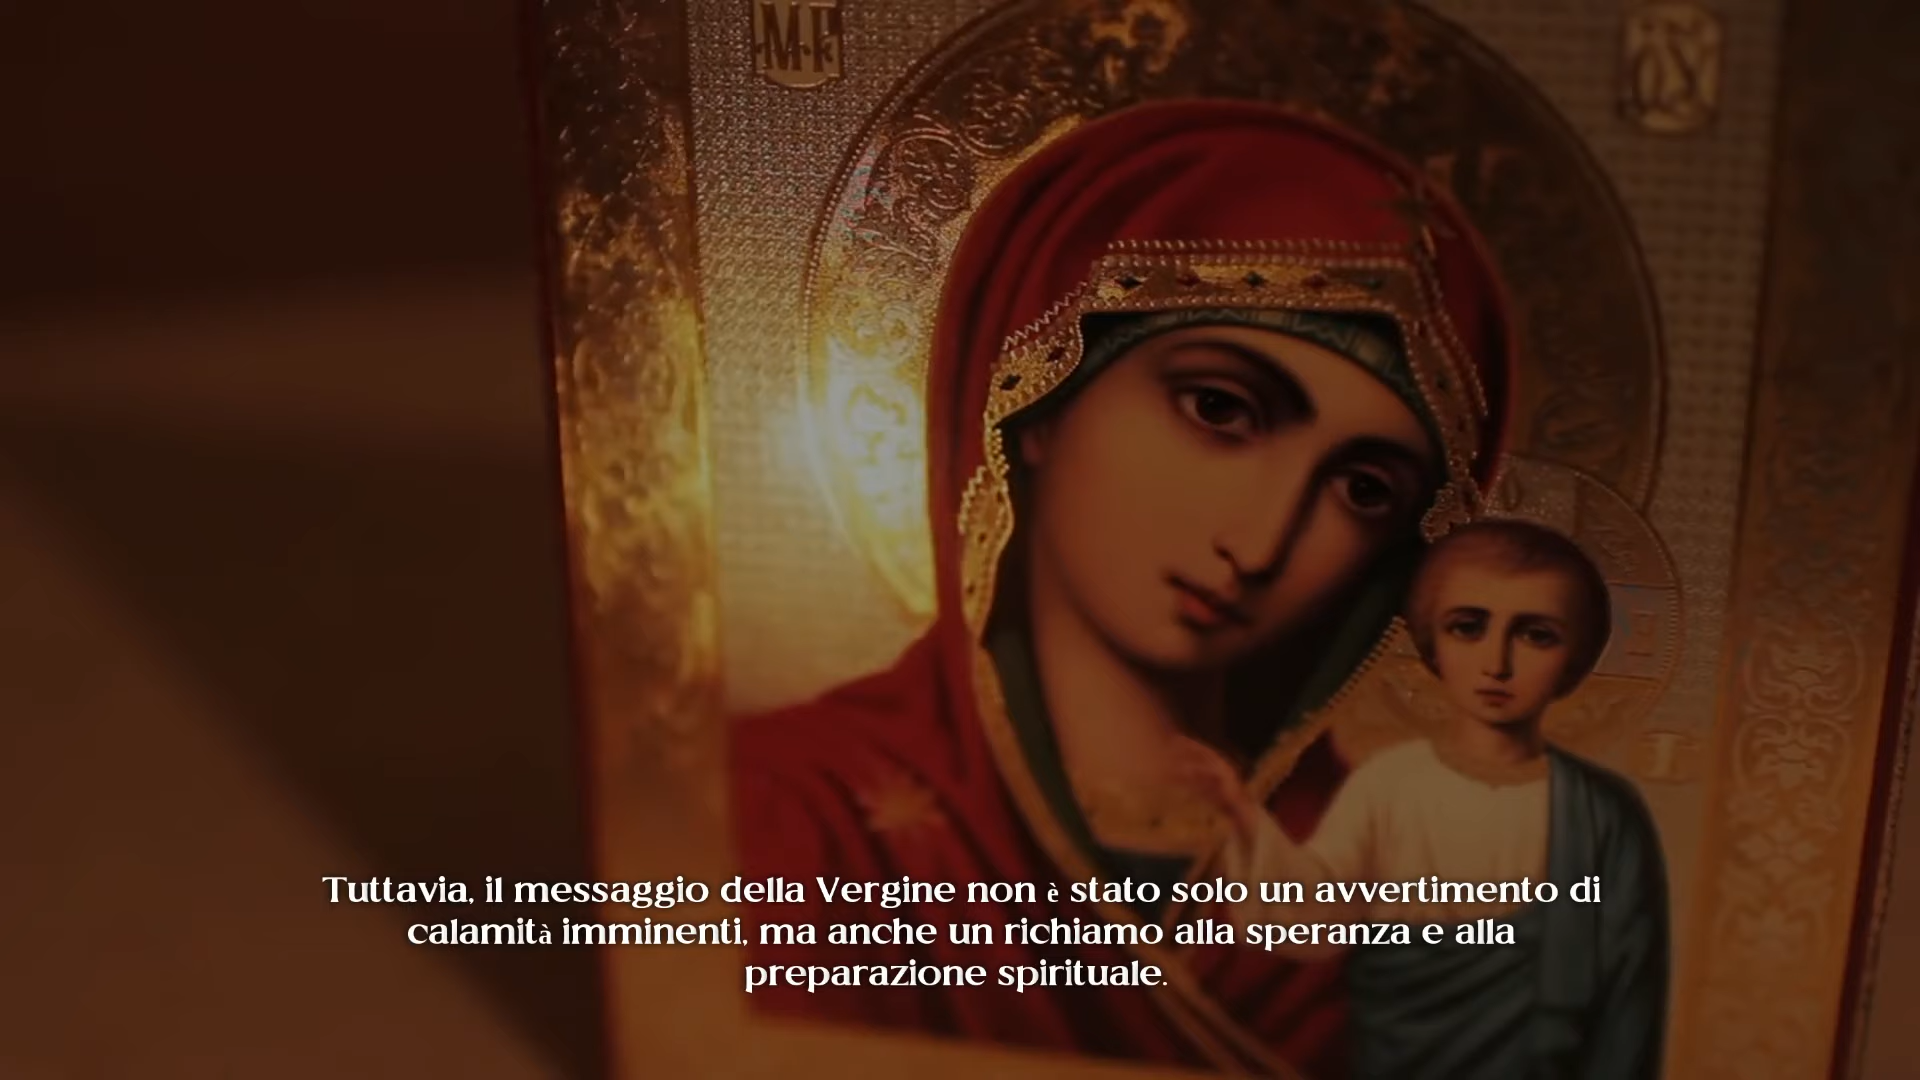 Tuttavia, il messaggio della Vergine non è stato solo un avvertimento di
calamità imminenti, ma anche un richiamo alla speranza e alla
preparazione spirituale.